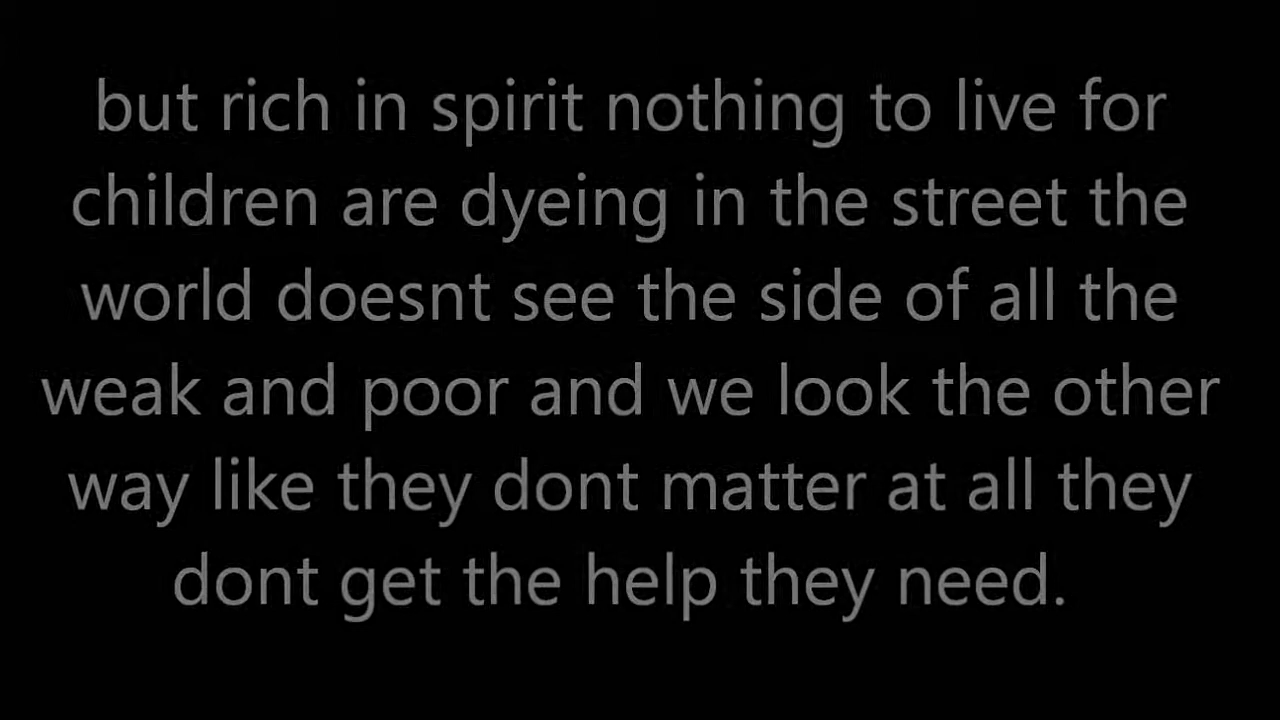 but rich in spirit nothing to live for
children are dyeing in the street the
world doesnt see the side of all the
weak and poor and we look the other
way like they dont matter at all they
dont get the help they need.